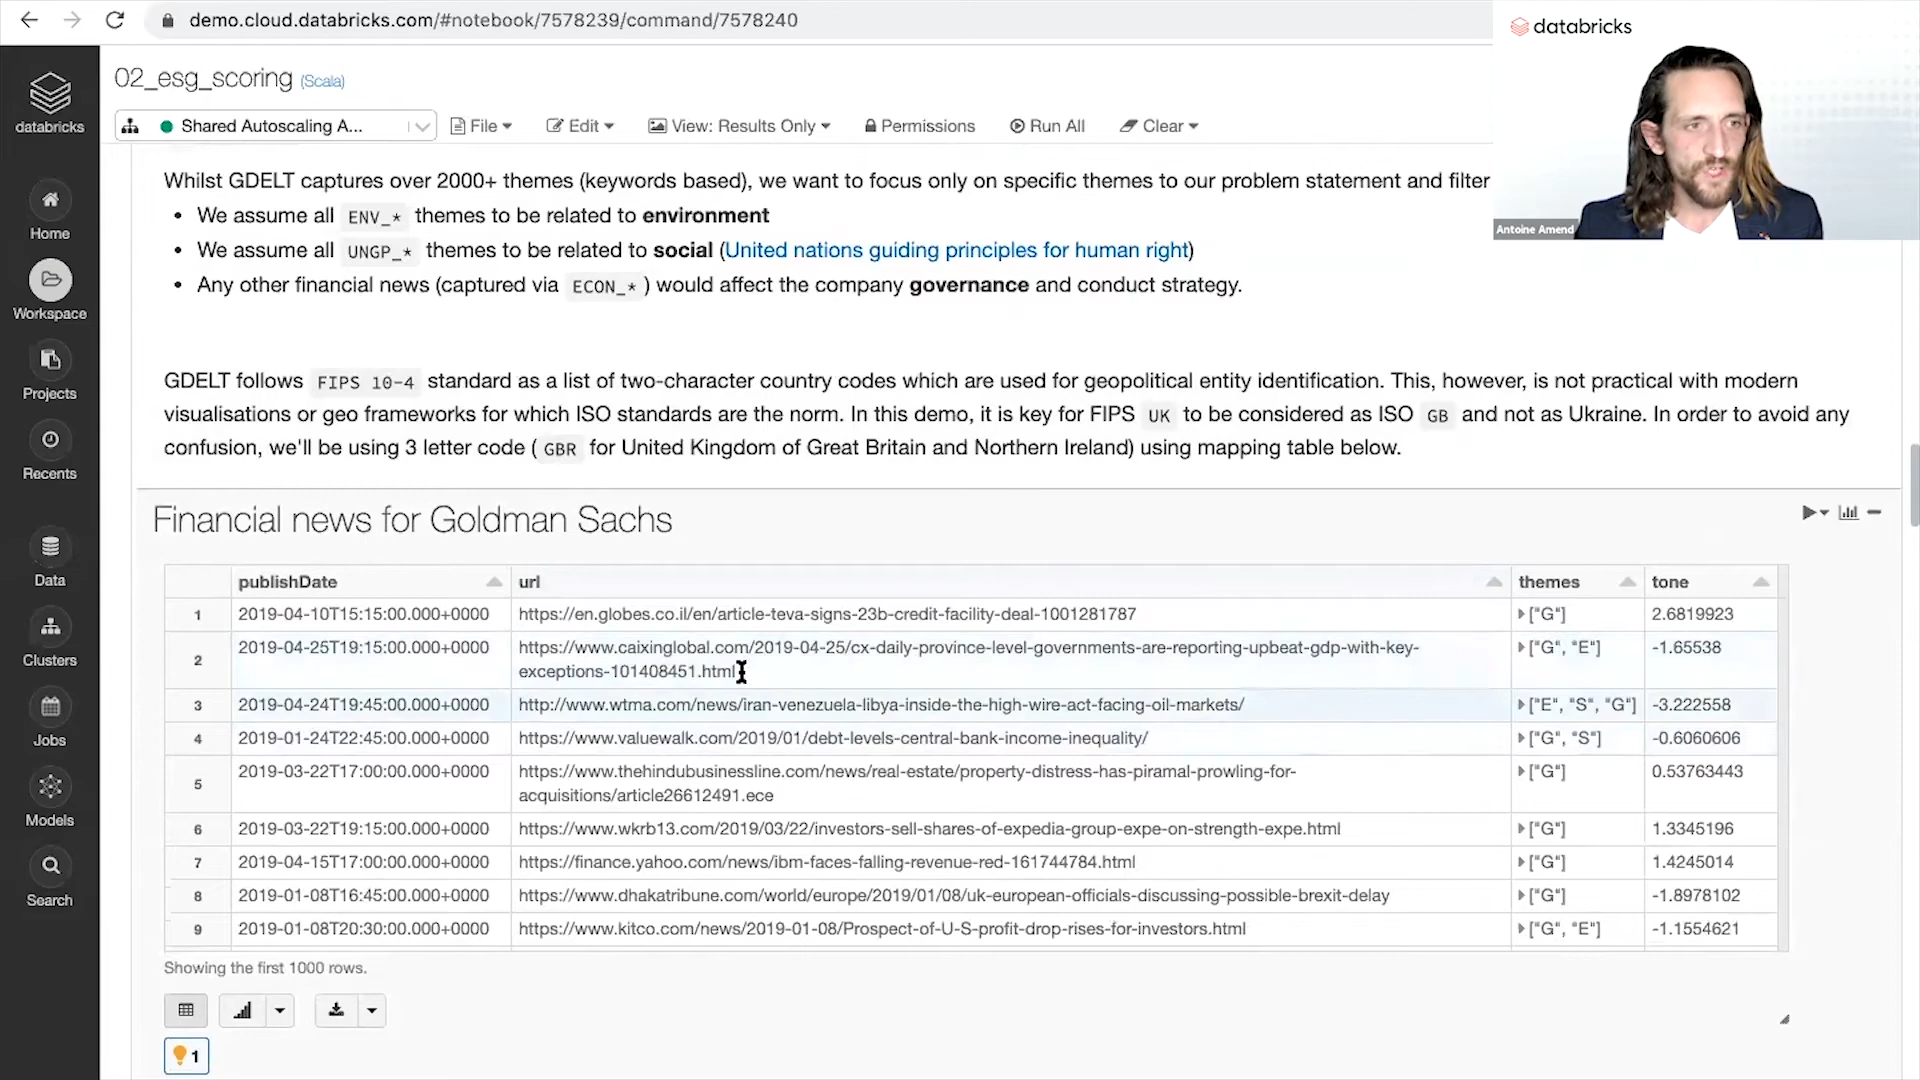 demo.cloud.databricks.com/#notebook/7578239/command/7578240
databricks
Antoine Amend
databricks
Home
Workspace
Projects
Recents
Data
Clusters
Jobs
Models
Search
02_esg_scoring (Scala)
Shared Autoscaling A... File Edit View: Results Only Permissions Run All Clear
Whilst GDELT captures over 2000+ themes (keywords based), we want to focus only on specific themes to our problem statement and filter
• We assume all ENV_* themes to be related to environment
• We assume all UNGP_* themes to be related to social (United nations guiding principles for human right)
• Any other financial news (captured via ECON_* ) would affect the company governance and conduct strategy.
GDELT follows FIPS 10-4 standard as a list of two-character country codes which are used for geopolitical entity identification. This, however, is not practical with modern
visualisations or geo frameworks for which ISO standards are the norm. In this demo, it is key for FIPS UK to be considered as ISO GB and not as Ukraine. In order to avoid any
confusion, we'll be using 3 letter code ( GBR for United Kingdom of Great Britain and Northern Ireland) using mapping table below.
Financial news for Goldman Sachs
publishDate url themes tone
1 2019-04-10T15:15:00.000+0000 https://en.globes.co.il/en/article-teva-signs-23b-credit-facility-deal-1001281787 ["G"] 2.6819923
2 2019-04-25T19:15:00.000+0000 https://www.caixinglobal.com/2019-04-25/cx-daily-province-level-governments-are-reporting-upbeat-gdp-with-key- ["G", "E"] -1.65538
exceptions-101408451.html
3 2019-04-24T19:45:00.000+0000 http://www.wtma.com/news/iran-venezuela-libya-inside-the-high-wire-act-facing-oil-markets/ ["E", "S", "G"] -3.222558
4 2019-01-24T22:45:00.000+0000 https://www.valuewalk.com/2019/01/debt-levels-central-bank-income-inequality/ ["G", "S"] -0.6060606
5 2019-03-22T17:00:00.000+0000 https://www.thehindubusinessline.com/news/real-estate/property-distress-has-piramal-prowling-for- ["G"] 0.53763443
acquisitions/article26612491.ece
6 2019-03-22T19:15:00.000+0000 https://www.wkrb13.com/2019/03/22/investors-sell-shares-of-expedia-group-expe-on-strength-expe.html ["G"] 1.3345196
7 2019-04-15T17:00:00.000+0000 https://finance.yahoo.com/news/ibm-faces-falling-revenue-red-161744784.html ["G"] 1.4245014
8 2019-01-08T16:45:00.000+0000 https://www.dhakatribune.com/world/europe/2019/01/08/uk-european-officials-discussing-possible-brexit-delay ["G"] -1.8978102
9 2019-01-08T20:30:00.000+0000 https://www.kitco.com/news/2019-01-08/Prospect-of-U-S-profit-drop-rises-for-investors.html ["G", "E"] -1.1554621
Showing the first 1000 rows.
1